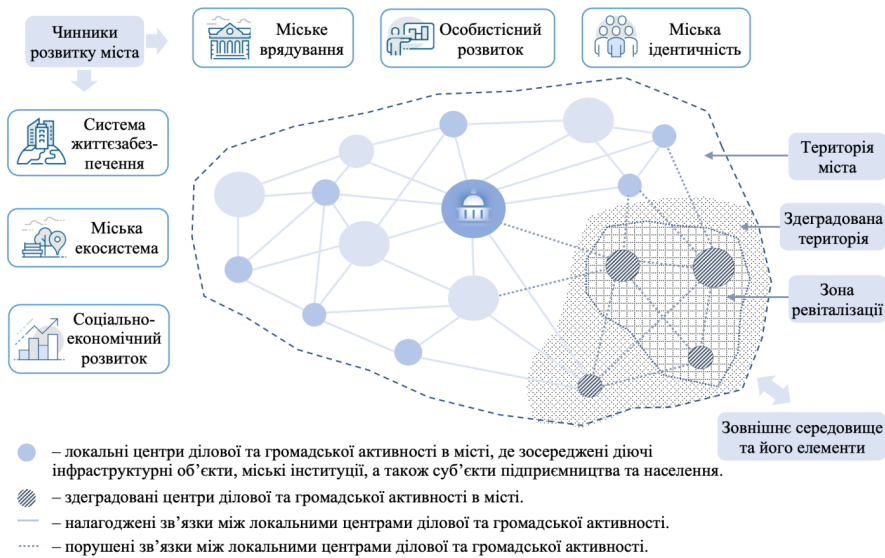 Чинники
розвитку міста
Міське
врядування
Особистісний
розвиток
Міська
ідентичність
Система
життєзабез-
печення
Міська
екосистема
Соціально-
економічний
розвиток
Територія
міста
Здеградована
територія
Зона
ревіталізації
Зовнішнє середовище
та його елементи
– локальні центри ділової та громадської активності в місті, де зосереджені діючі
інфраструктурні об’єкти, міські інституції, а також суб’єкти підприємництва та населення.
– здеградовані центри ділової та громадської активності в місті.
– налагоджені зв’язки між локальними центрами ділової та громадської активності.
– порушені зв’язки між локальними центрами ділової та громадської активності.